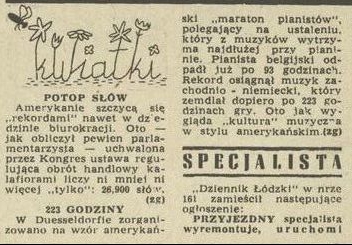 kwiatki
POTOP SŁÓW
Amerykanie szczycą się
„rekordami” nawet w dz'e
dzinie biurokracji. Oto —
jak obliczył pewien parla-
mentarzysta — uchwalona
przez Kongres ustawa regu-
lująca obrót handlowy ka-
lafiorami liczy ni mniej ni
więcej „tylko”: 26,900 słów.
(zg)
223 GODZINY
W Duesseldorfie zorgani-
zowano na wzór amerykań-
ski „maraton pianistów”,
polegający na ustaleniu,
który z muzyków wytrzy-
ma najdłużej przy piani-
nie. Pianista belgijski od-
padł już po 93 godzinach.
Rekord osiągnął muzyk za-
chodnio - niemiecki, który
zemdlał dopiero po 223 go-
dzinach gry. Oto jak wy-
gląda „kultura” muzyczna
w stylu amerykańskim.(zg)
SPECJALISTA
„Dziennik Łódzki” w nrze
161 zamieścił następujące
ogłoszenie:
PRZYJEZDNY specjalista
wyremontuje, uruchomi